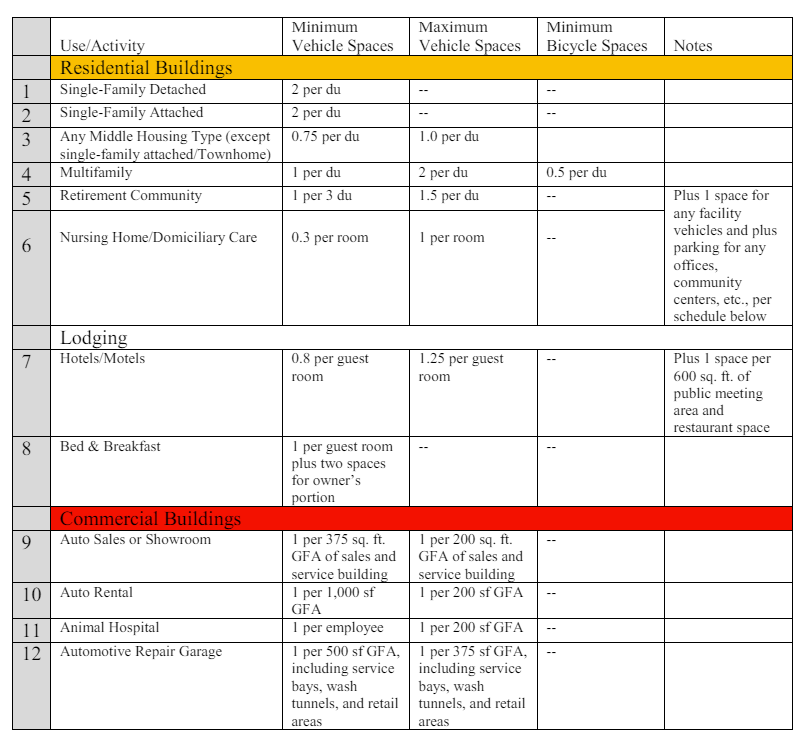 Use/Activity Minimum Vehicle Spaces Maximum Vehicle Spaces Minimum Bicycle Spaces Notes
Residential Buildings
1 Single-Family Detached 2 per du -- --
2 Single-Family Attached 2 per du -- --
3 Any Middle Housing Type (except single-family attached/Townhome) 0.75 per du 1.0 per du
4 Multifamily 1 per du 2 per du 0.5 per du
5 Retirement Community 1 per 3 du 1.5 per du -- Plus 1 space for any facility vehicles and plus parking for any offices, community centers, etc., per schedule below
6 Nursing Home/Domiciliary Care 0.3 per room 1 per room --
Lodging
7 Hotels/Motels 0.8 per guest room 1.25 per guest room -- Plus 1 space per 600 sq. ft. of public meeting area and restaurant space
8 Bed & Breakfast 1 per guest room plus two spaces for owner’s portion -- --
Commercial Buildings
9 Auto Sales or Showroom 1 per 375 sq. ft. GFA of sales and service building 1 per 200 sq. ft. GFA of sales and service building --
10 Auto Rental 1 per 1,000 sf GFA 1 per 200 sf GFA --
11 Animal Hospital 1 per employee 1 per 200 sf GFA --
12 Automotive Repair Garage 1 per 500 sf GFA, including service bays, wash tunnels, and retail areas 1 per 375 sf GFA, including service bays, wash tunnels, and retail areas --